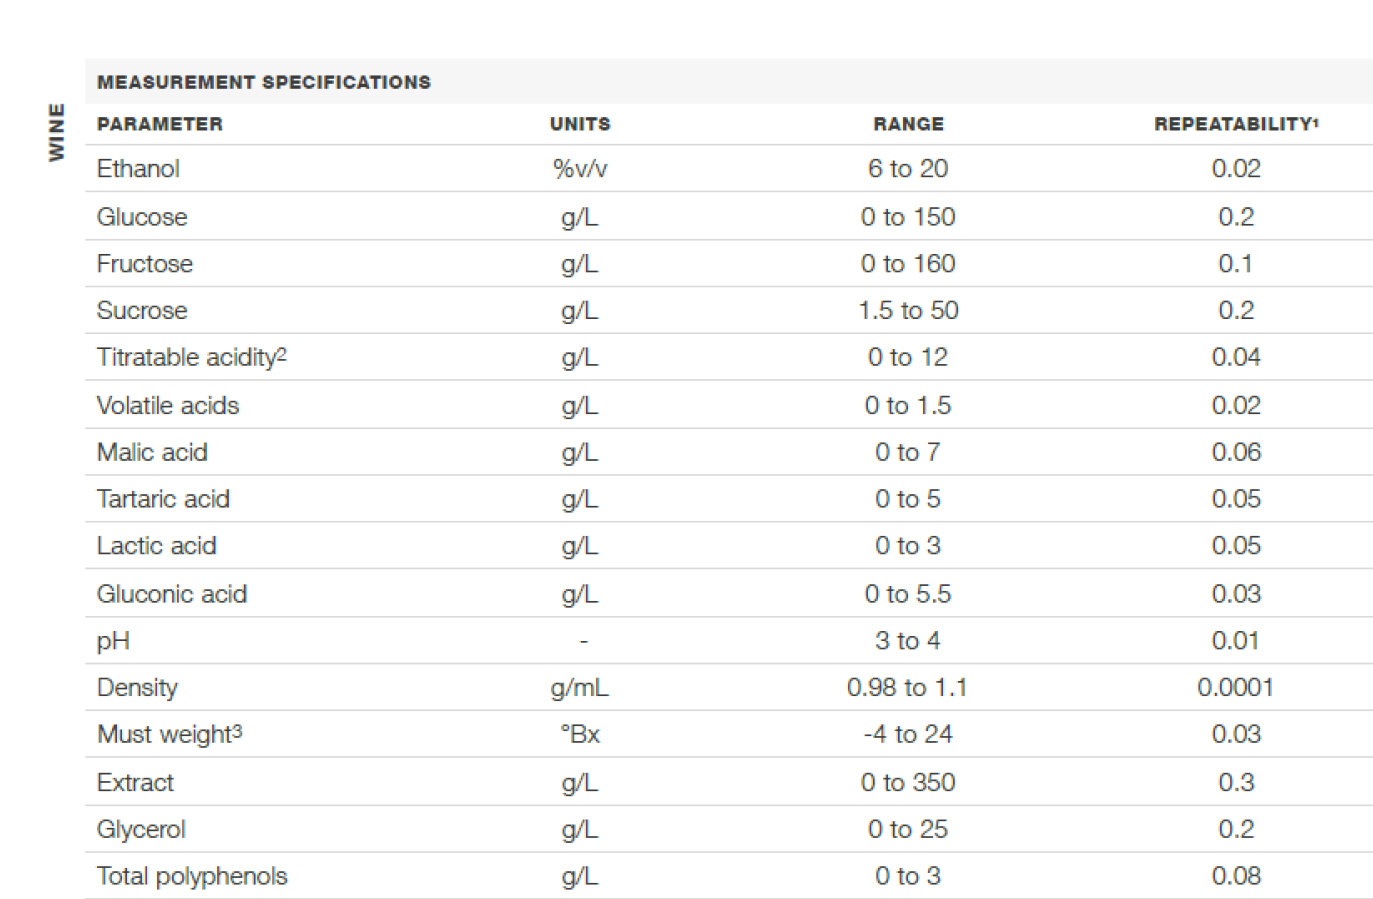 WINE
MEASUREMENT SPECIFICATIONS
PARAMETER UNITS RANGE REPEATABILITY¹
Ethanol %v/v 6 to 20 0.02
Glucose g/L 0 to 150 0.2
Fructose g/L 0 to 160 0.1
Sucrose g/L 1.5 to 50 0.2
Titratable acidity² g/L 0 to 12 0.04
Volatile acids g/L 0 to 1.5 0.02
Malic acid g/L 0 to 7 0.06
Tartaric acid g/L 0 to 5 0.05
Lactic acid g/L 0 to 3 0.05
Gluconic acid g/L 0 to 5.5 0.03
pH - 3 to 4 0.01
Density g/mL 0.98 to 1.1 0.0001
Must weight³ °Bx -4 to 24 0.03
Extract g/L 0 to 350 0.3
Glycerol g/L 0 to 25 0.2
Total polyphenols g/L 0 to 3 0.08